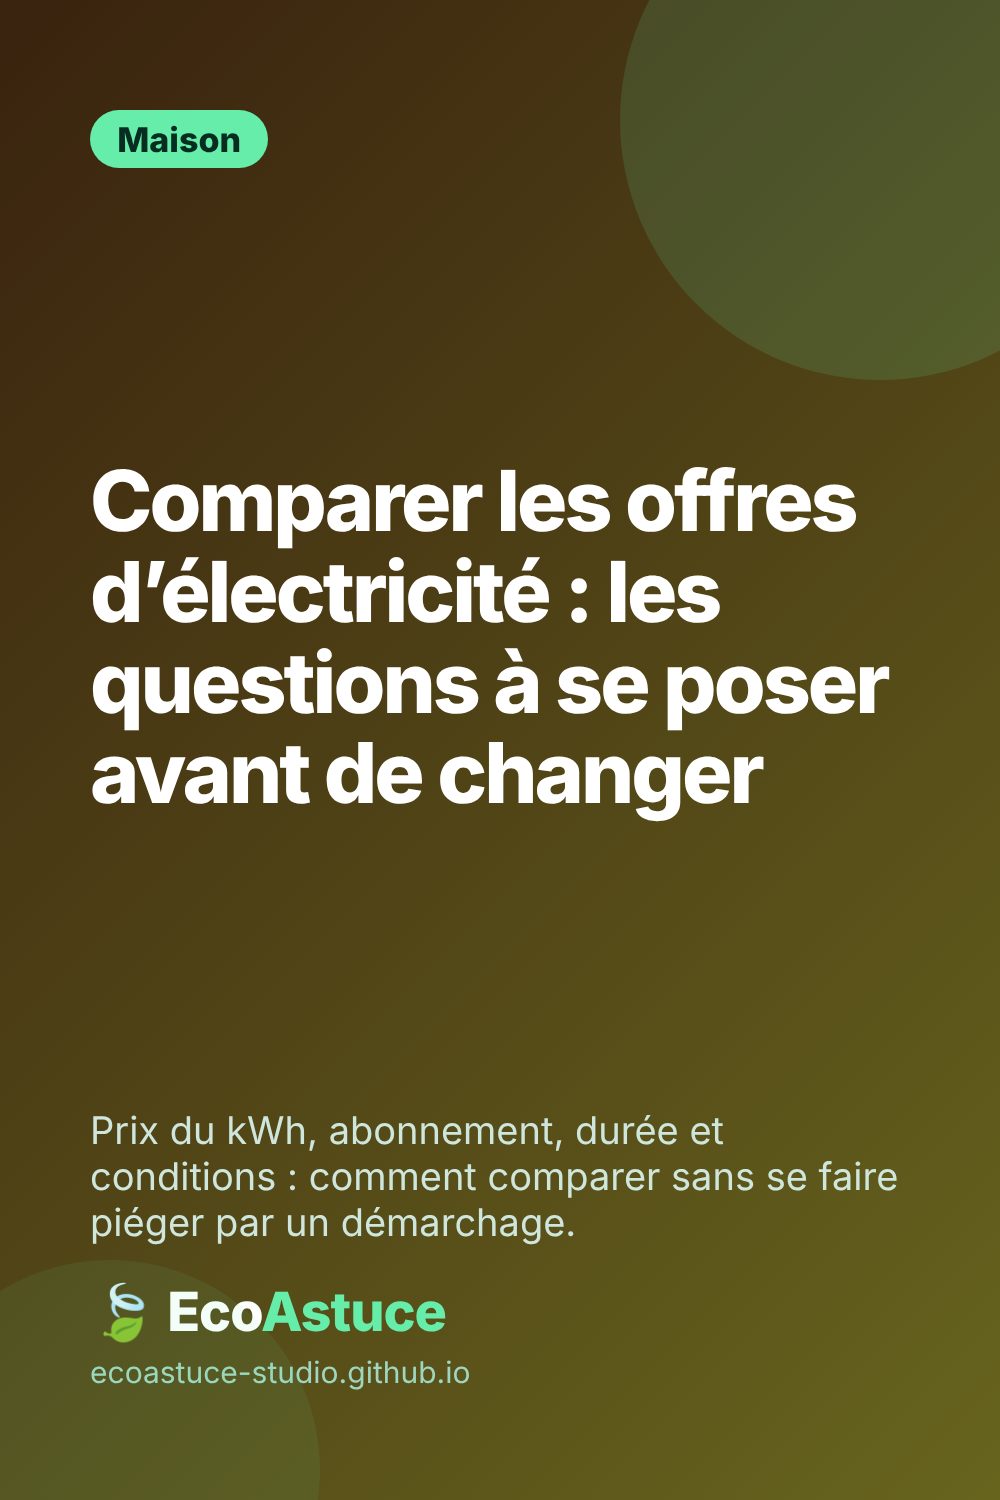 Maison
Comparer les offres
d’électricité : les
questions à se poser
avant de changer
Prix du kWh, abonnement, durée et
conditions : comment comparer sans se faire
piéger par un démarchage.
EcoAstuce
ecoastuce-studio.github.io